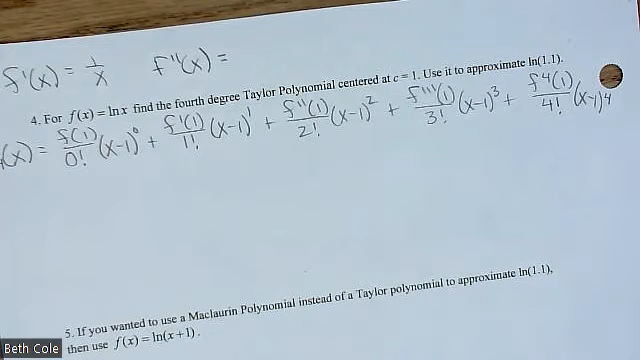 f'(x) = 1/x f''(x) =
4. For f(x) = ln x find the fourth degree Taylor Polynomial centered at c = 1. Use it to approximate ln(1.1).
(x) = f(1)/0! (x-1)⁰ + f'(1)/1! (x-1)¹ + f''(1)/2! (x-1)² + f'''(1)/3! (x-1)³ + f⁴(1)/4! (x-1)⁴
5. If you wanted to use a Maclaurin Polynomial instead of a Taylor polynomial to approximate ln(1.1),
then use f(x) = ln(x+1).
Beth Cole